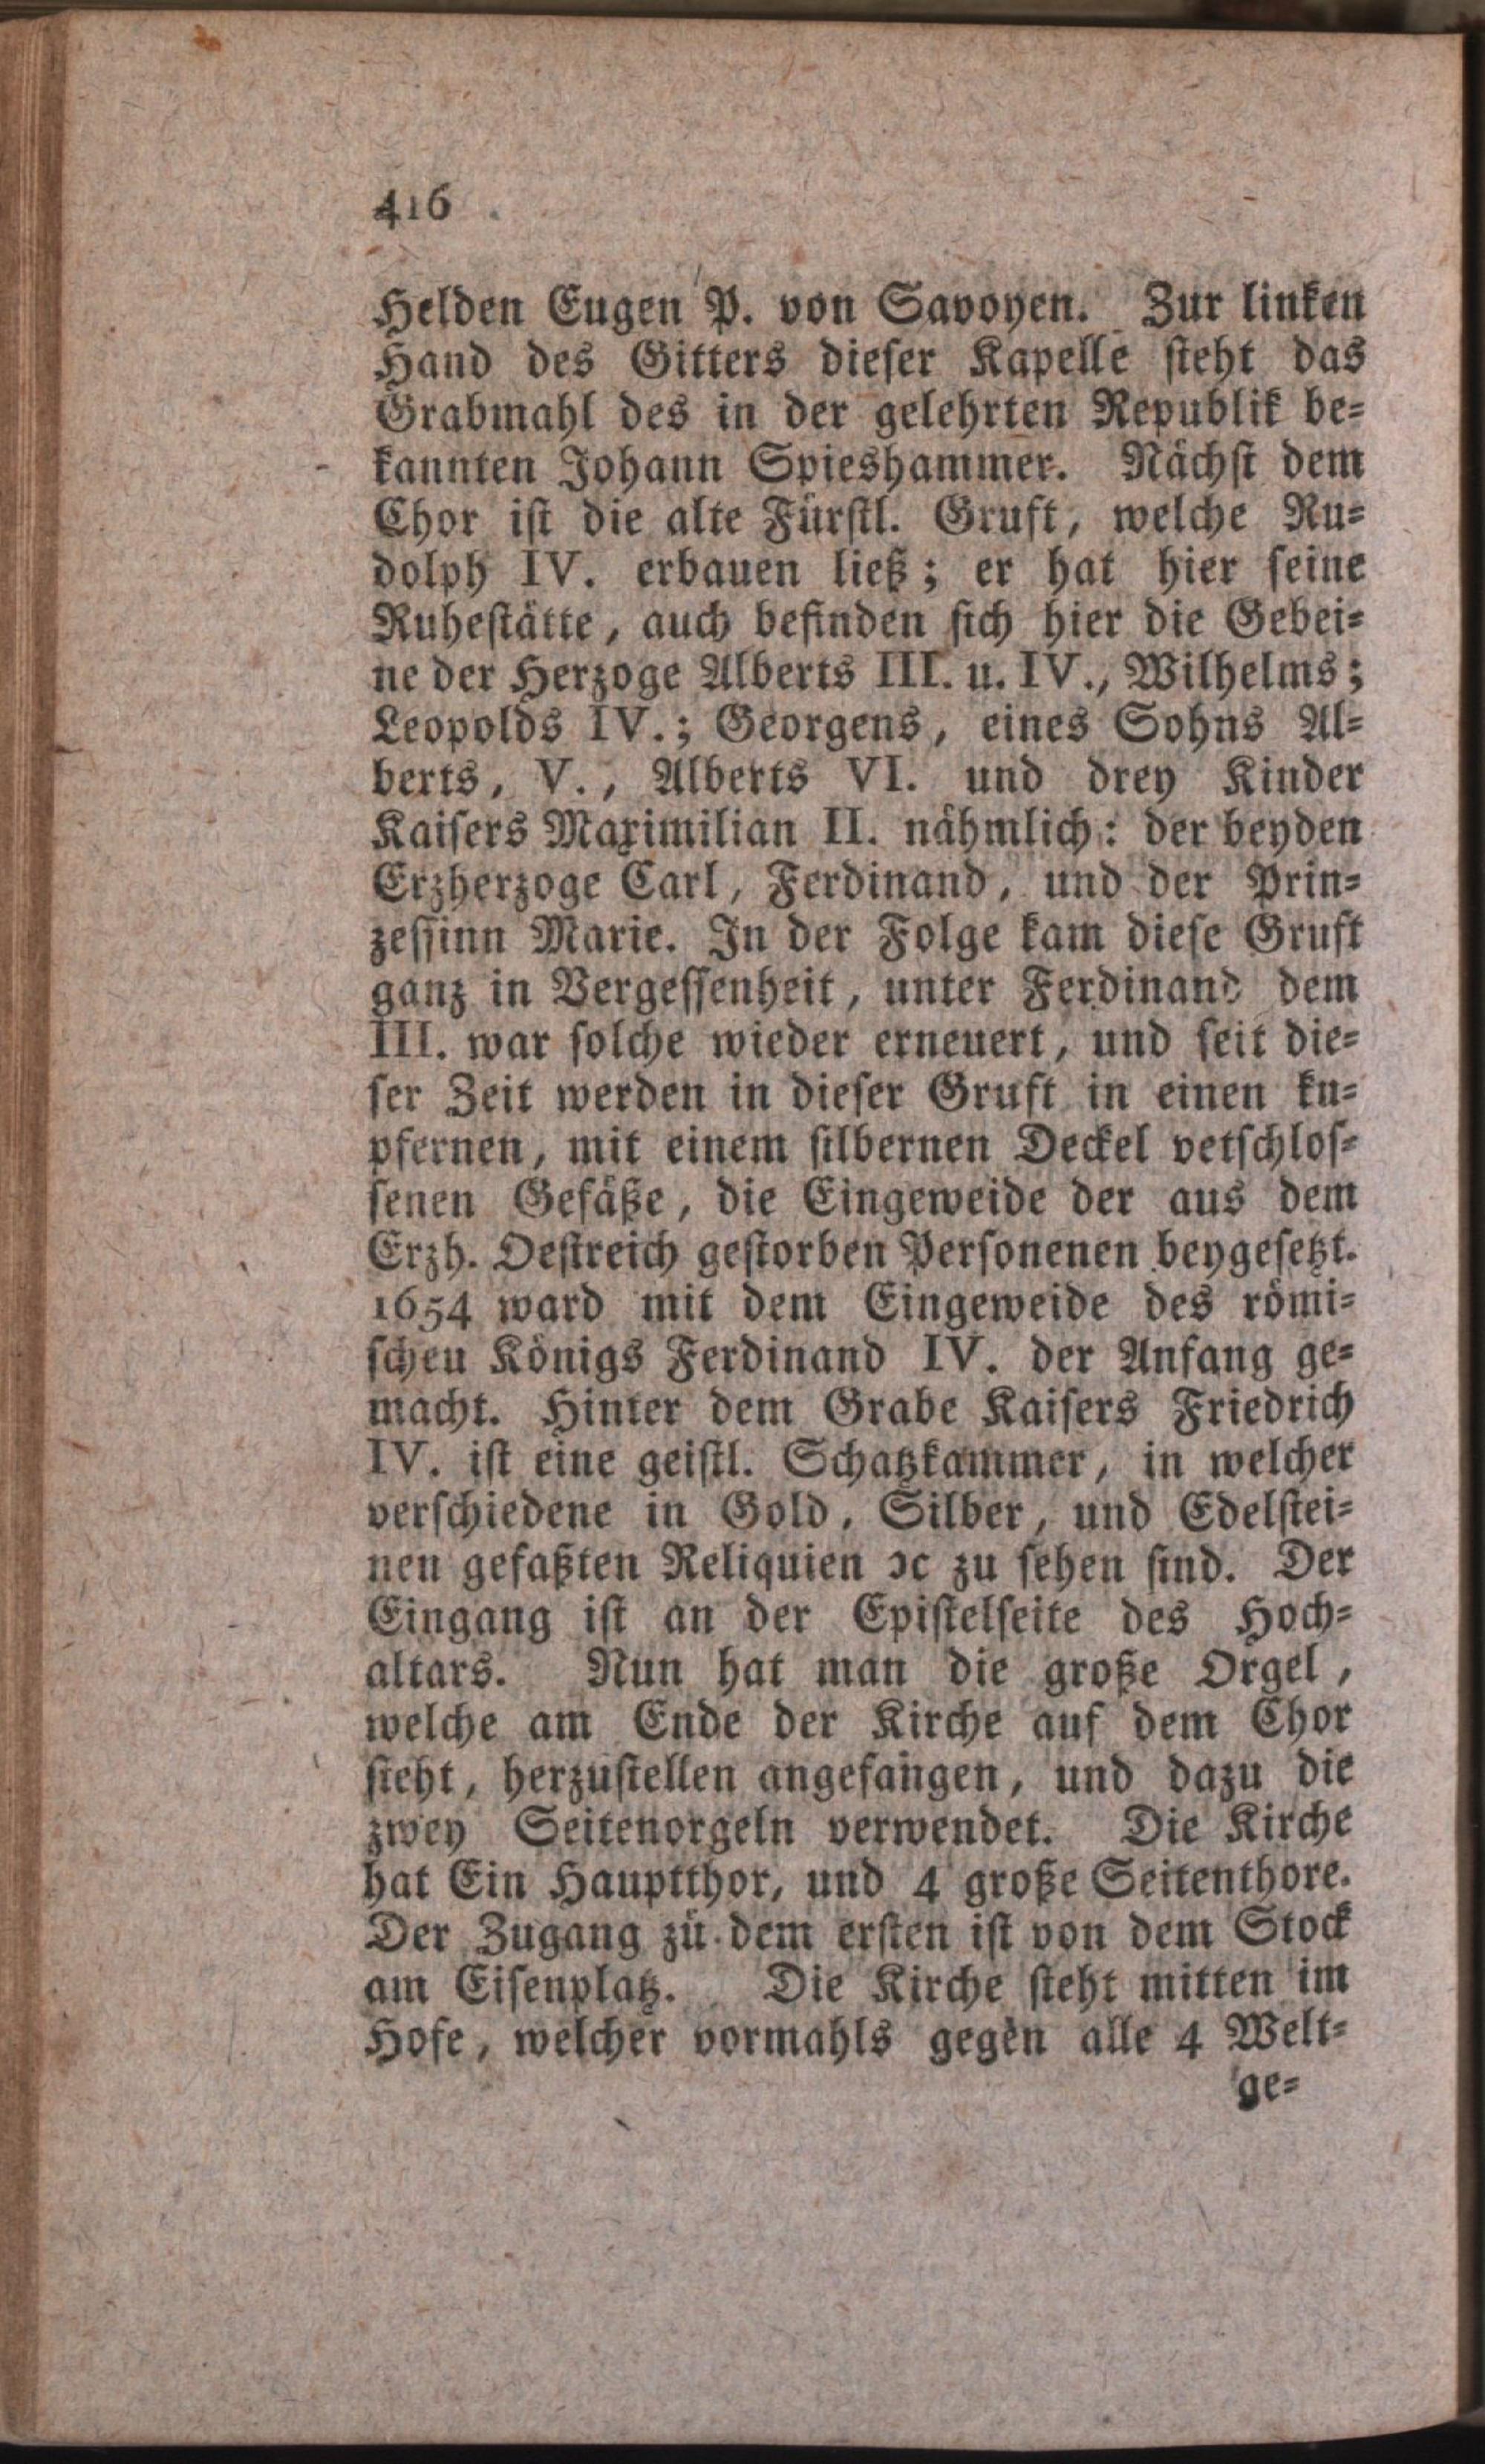 416
Helden Eugen P. von Savoyen. Zur linken
Hand des Gitters dieser Kapelle steht das
Grabmahl des in der gelehrten Republik be-
kannten Johann Spieshammer. Nächst dem
Chor ist die alte Fürstl. Gruft, welche Ru-
dolph IV. erbauen ließ; er hat hier seine
Ruhestätte, auch befinden sich hier die Gebei-
ne der Herzoge Alberts III. u. IV., Wilhelms;
Leopolds IV.; Georgens, eines Sohns Al-
berts, V., Alberts VI. und drey Kinder
Kaisers Maximilian II. nähmlich: der beyden
Erzherzoge Carl, Ferdinand, und der Prin-
zessinn Marie. In der Folge kam diese Gruft
ganz in Vergessenheit, unter Ferdinand dem
III. war solche wieder erneuert, und seit die-
ser Zeit werden in dieser Gruft in einen ku-
pfernen, mit einem silbernen Deckel vetschlos-
senen Gefäße, die Eingeweide der aus dem
Erzh. Oestreich gestorben Personenen beygesetzt.
1654 ward mit dem Eingeweide des römi-
schen Königs Ferdinand IV. der Anfang ge-
macht. Hinter dem Grabe Kaisers Friedrich
IV. ist eine geistl. Schatzkammer, in welcher
verschiedene in Gold, Silber, und Edelstei-
nen gefaßten Reliquien ɔc zu sehen sind. Der
Eingang ist an der Epistelseite des Hoch-
altars. Nun hat man die große Orgel,
welche am Ende der Kirche auf dem Chor
steht, herzustellen angefangen, und dazu die
zwey Seitenorgeln verwendet. Die Kirche
hat Ein Hauptthor, und 4 große Seitenthore.
Der Zugang zu dem ersten ist von dem Stock
am Eisenplatz. Die Kirche steht mitten im
Hofe, welcher vormahls gegen alle 4 Welt-
ge-